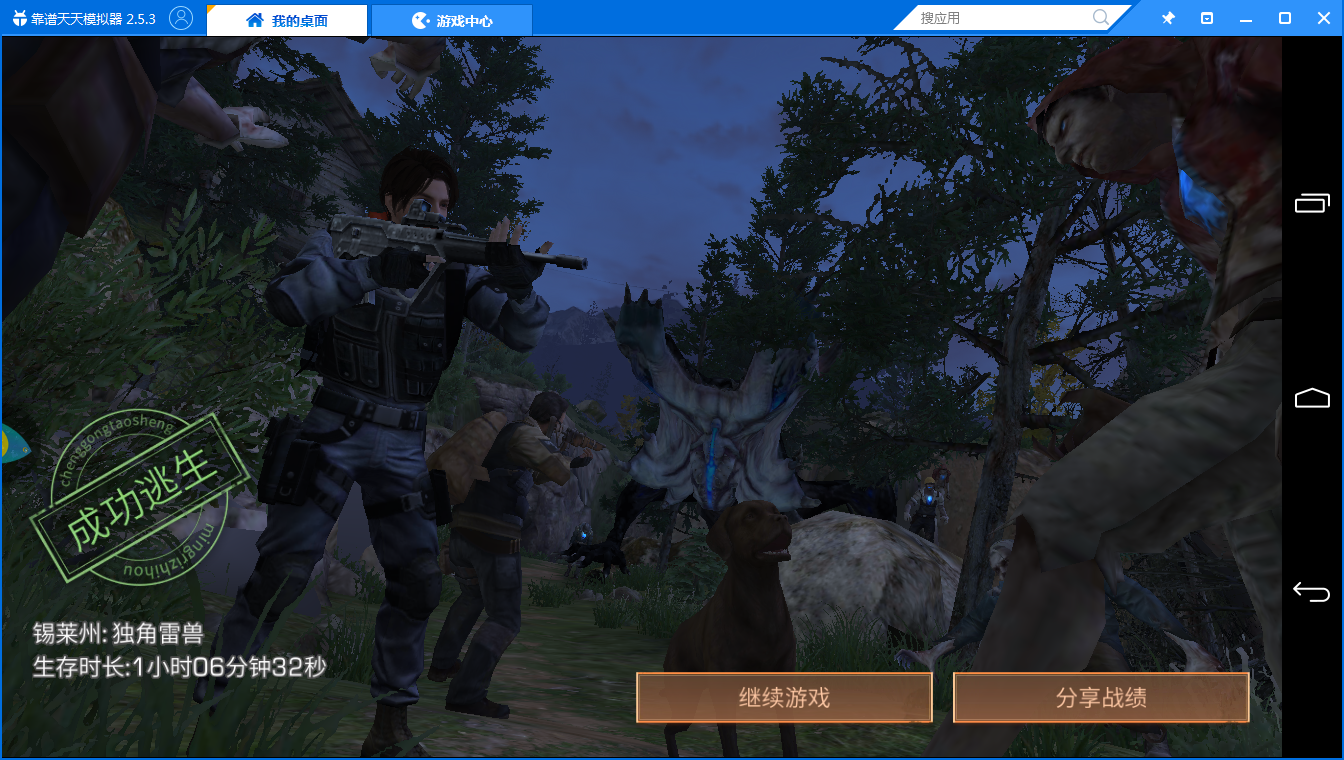 靠谱天天模拟器 2.5.3
我的桌面
游戏中心
搜应用
chenggongtaosheng
成功逃生
mingrizhihou
锡莱州: 独角雷兽
生存时长:1小时06分钟32秒
继续游戏
分享战绩